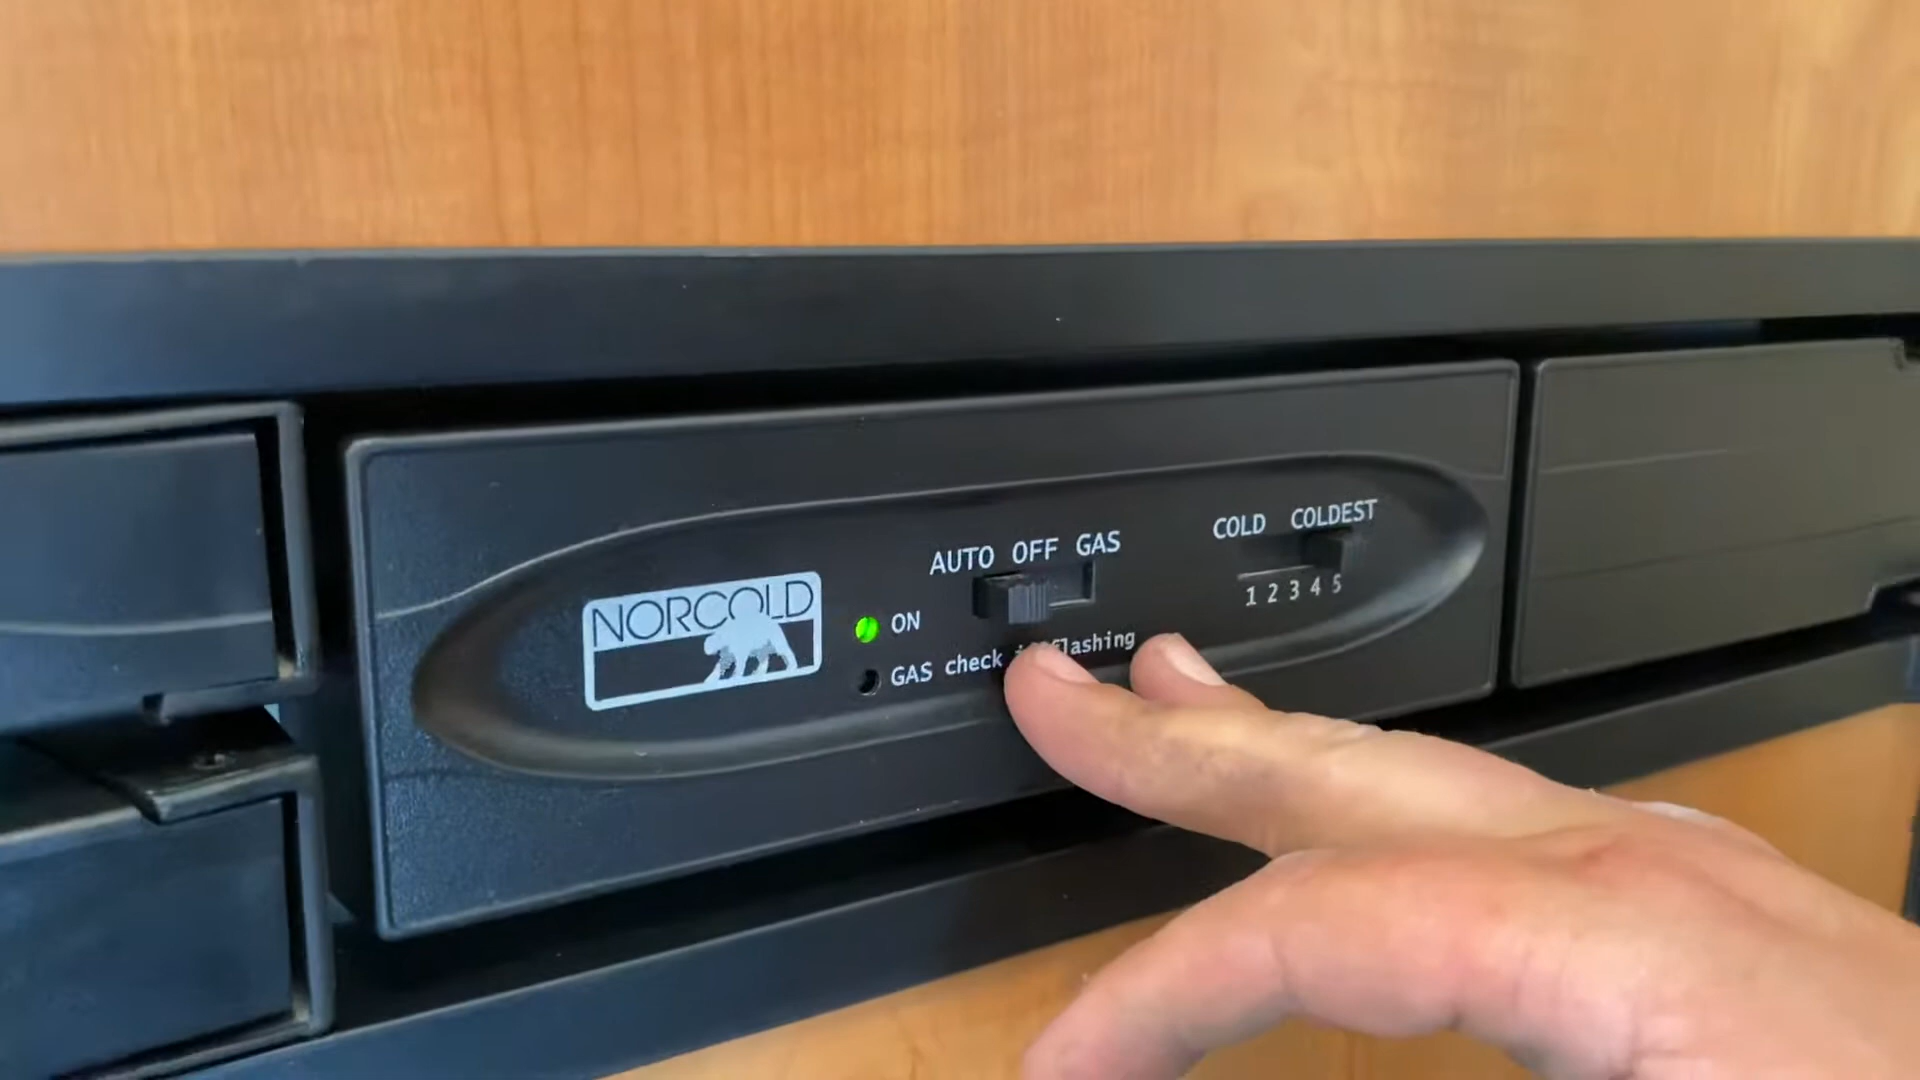 AUTO OFF GAS
COLD COLDEST
1 2 3 4 5
NORCOLD
ON
GAS check flashing